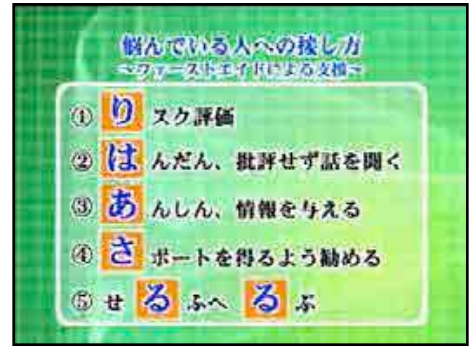 悩んでいる人への接し方
～ファーストエイドによる支援～
① り スク評価
② は んだん、批評せず話を聞く
③ あ んしん、情報を与える
④ さ ポートを得るよう勧める
⑤ せ る ふへ る ぷ